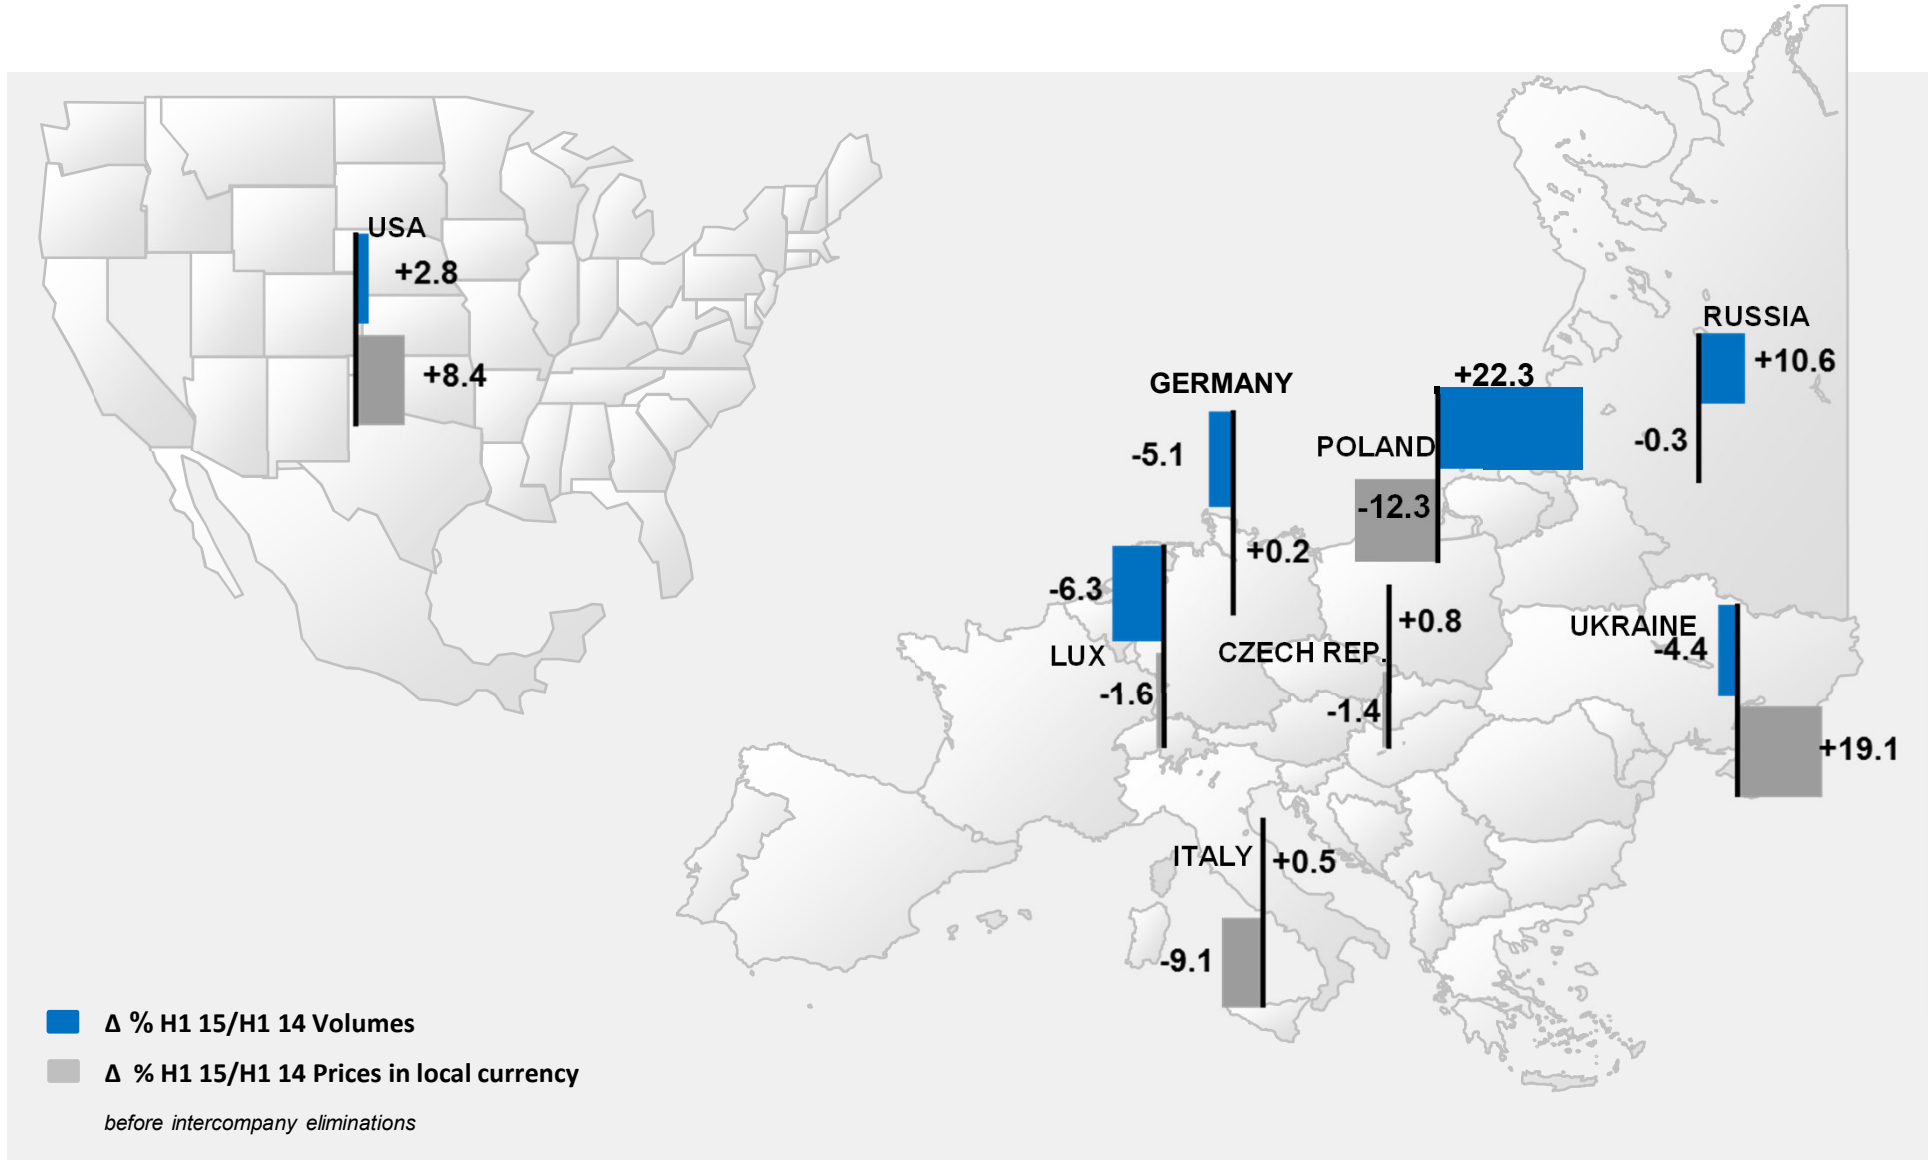 USA
+2.8
+8.4
RUSSIA
+10.6
-0.3
GERMANY
-5.1
+0.2
+22.3
POLAND
-12.3
-6.3
LUX
-1.6
+0.8
CZECH REP.
-1.4
UKRAINE
-4.4
+19.1
ITALY
+0.5
-9.1
Δ % H1 15/H1 14 Volumes
Δ % H1 15/H1 14 Prices in local currency
before intercompany eliminations